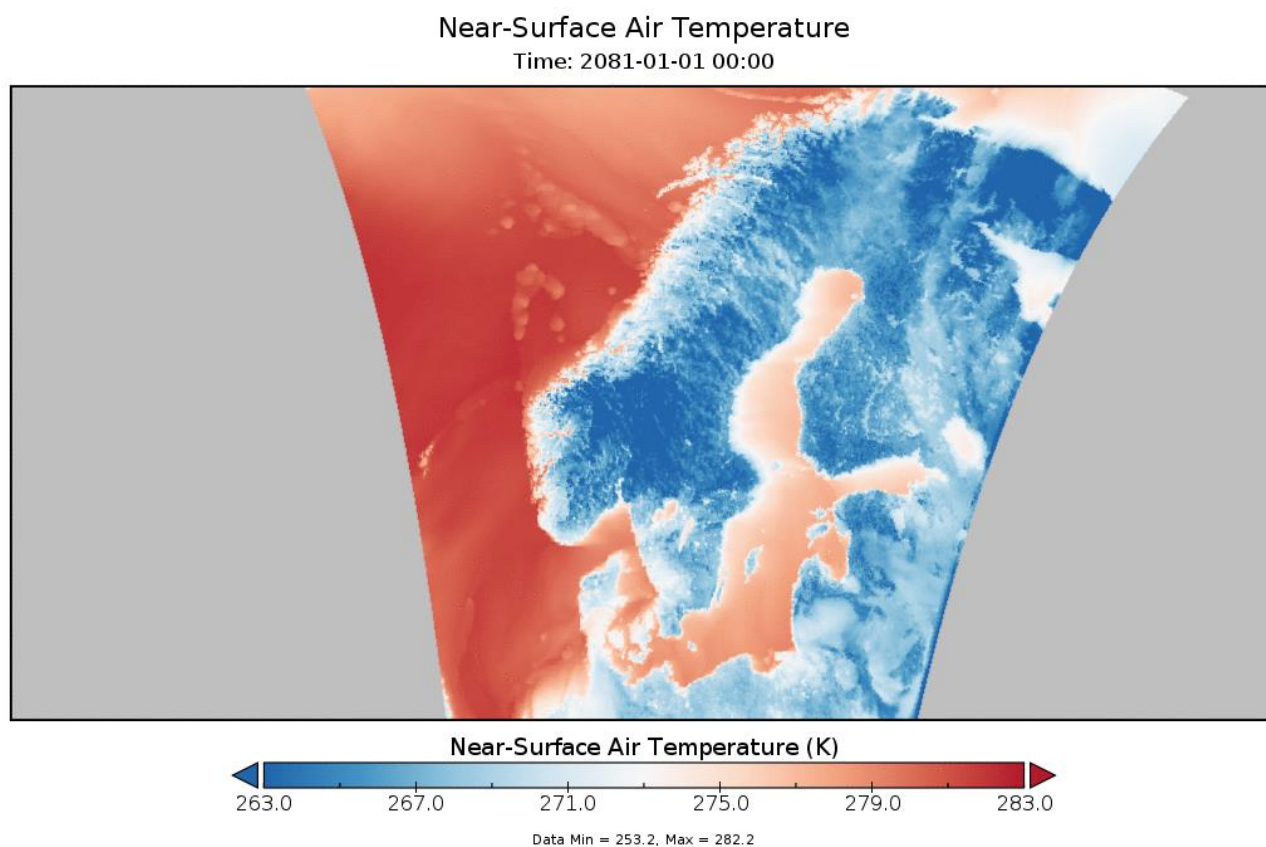 Near-Surface Air Temperature
Time: 2081-01-01 00:00
Near-Surface Air Temperature (K)
263.0 267.0 271.0 275.0 279.0 283.0
Data Min = 253.2, Max = 282.2